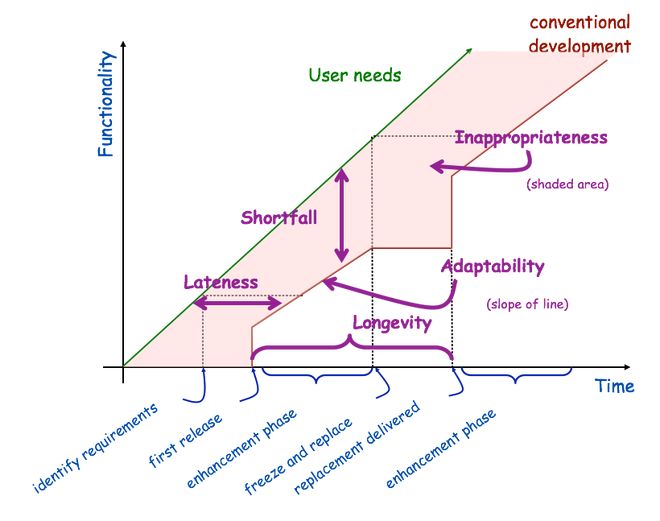 conventional
development
User needs
Functionality
Inappropriateness
(shaded area)
Shortfall
Adaptability
Lateness
(slope of line)
Longevity
Time
identify requirements
first release
enhancement phase
freeze and replace
replacement delivered
enhancement phase